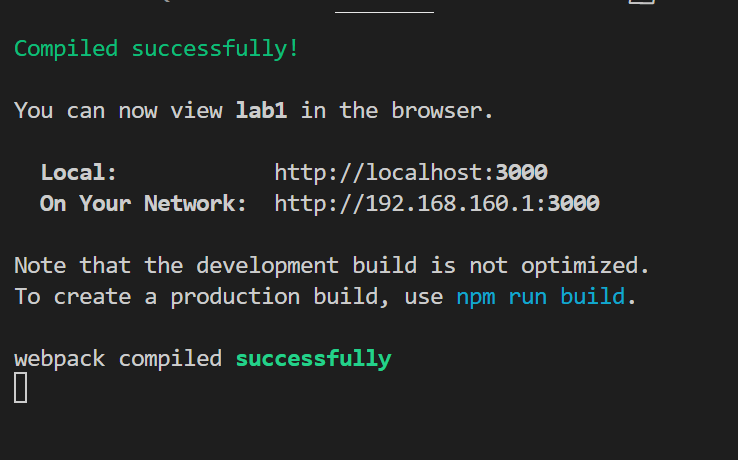 Compiled successfully!
You can now view lab1 in the browser.
Local: http://localhost:3000
On Your Network: http://192.168.160.1:3000
Note that the development build is not optimized.
To create a production build, use npm run build.
webpack compiled successfully